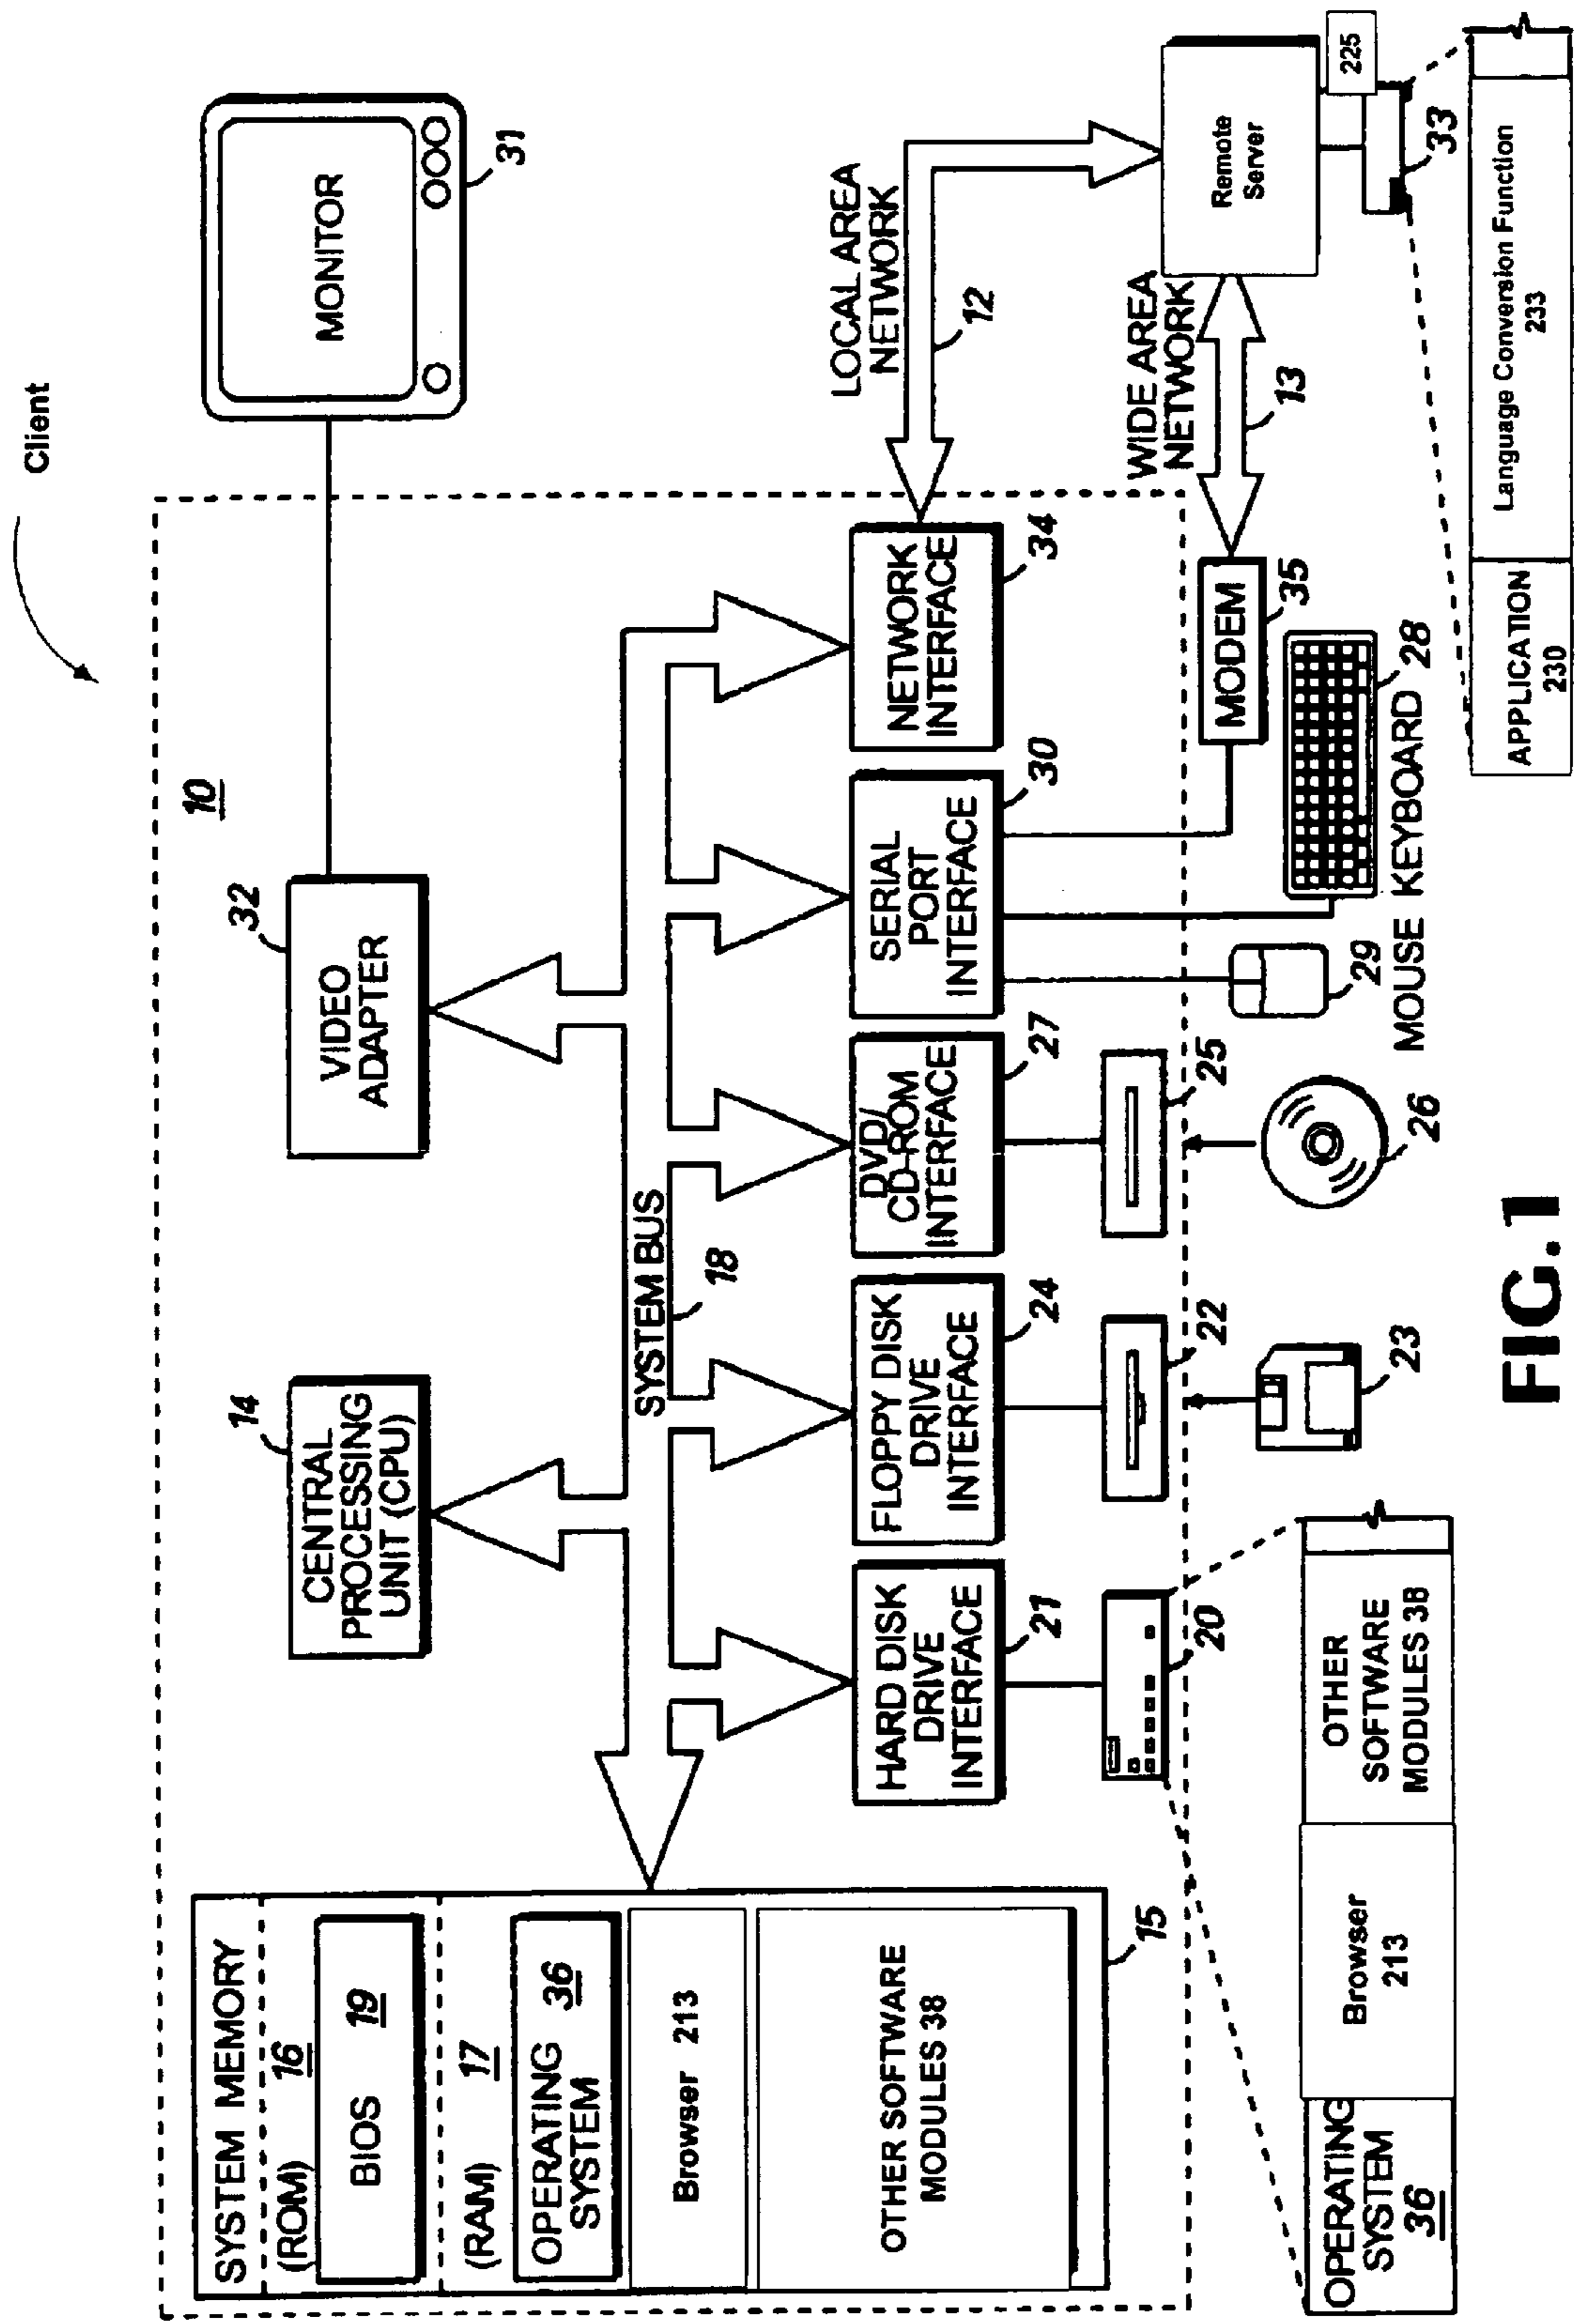 Client
10
SYSTEM MEMORY
(ROM) 16
BIOS 19
(RAM) 17
OPERATING 36
SYSTEM
Browser 213
OTHER SOFTWARE
MODULES 38
15
14
CENTRAL
PROCESSING
UNIT (CPU)
32
VIDEO
ADAPTER
MONITOR
31
SYSTEM BUS
18
HARD DISK
DRIVE
INTERFACE
21
FLOPPY DISK
DRIVE
INTERFACE
24
DVD/
CD-ROM
INTERFACE
27
SERIAL
PORT
INTERFACE
30
NETWORK
INTERFACE
34
LOCAL AREA
NETWORK
12
WIDE AREA
NETWORK
13
Remote
Server
225
33
20
22
25
MODEM
35
23
26
29
28
MOUSE KEYBOARD
OPERATING
SYSTEM
36
Browser
213
OTHER
SOFTWARE
MODULES 38
APPLICATION
230
Language Conversion Function
233
FIG.1